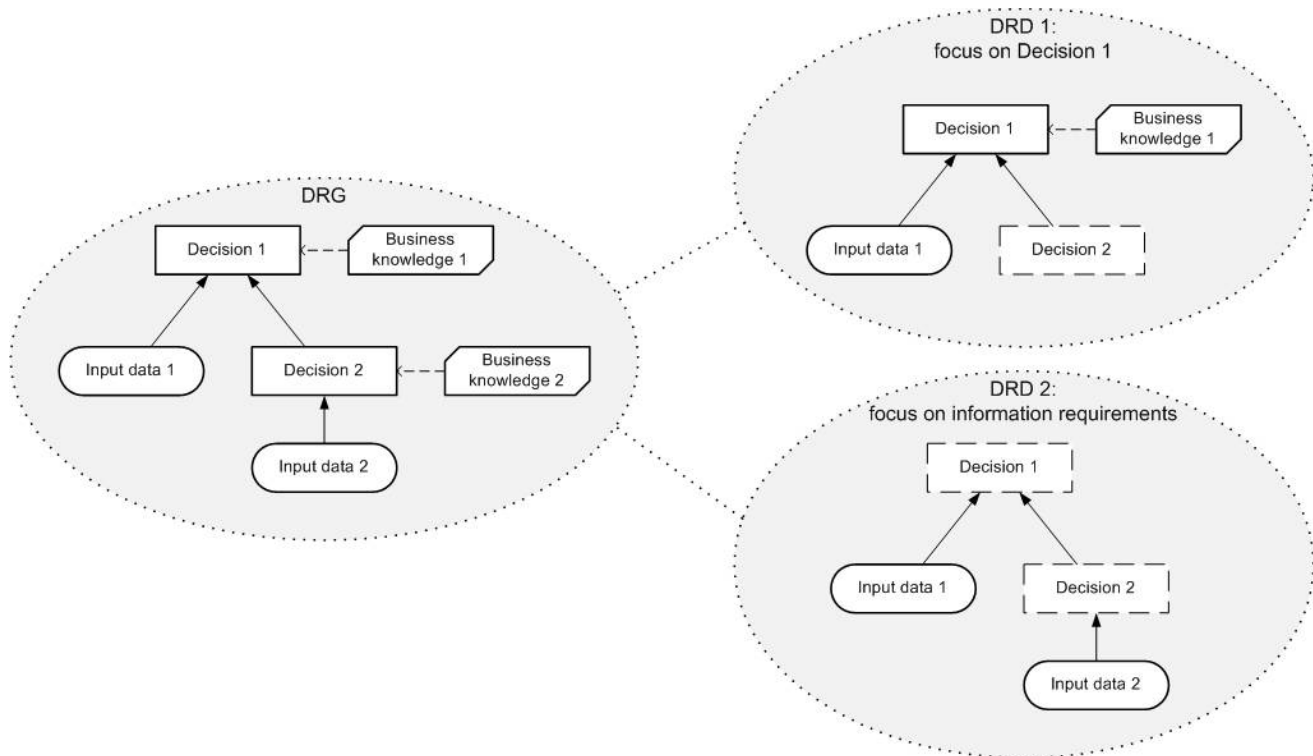 DRG
Decision 1
Business
knowledge 1
Input data 1
Decision 2
Business
knowledge 2
Input data 2
DRD 1:
focus on Decision 1
Decision 1
Business
knowledge 1
Input data 1
Decision 2
DRD 2:
focus on information requirements
Decision 1
Input data 1
Decision 2
Input data 2